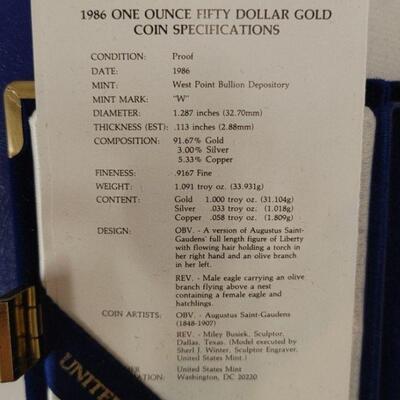 1986 ONE OUNCE FIFTY DOLLAR GOLD
COIN SPECIFICATIONS
CONDITION: Proof
DATE: 1986
MINT: West Point Bullion Depository
MINT MARK: "W"
DIAMETER: 1.287 inches (32.70mm)
THICKNESS (EST): .113 inches (2.88mm)
COMPOSITION: 91.67% Gold
3.00% Silver
5.33% Copper
FINENESS: .9167 Fine
WEIGHT: 1.091 troy oz. (33.931g)
CONTENT: Gold 1.000 troy oz. (31.104g)
Silver .033 troy oz. (1.018g)
Copper .058 troy oz. (1.809g)
DESIGN: OBV. - A version of Augustus Saint-
Gaudens' full length figure of Liberty
with flowing hair holding a torch in
her right hand and an olive branch
in her left.
REV. - Male eagle carrying an olive
branch flying above a nest
containing a female eagle and
hatchlings.
COIN ARTISTS: OBV. - Augustus Saint-Gaudens
(1848-1907)
REV. - Miley Busiek, Sculptor,
Dallas, Texas. (Model executed by
Sherl J. Winter, Sculptor Engraver,
United States Mint.)
United States Mint
Washington, DC 20220
UNITED